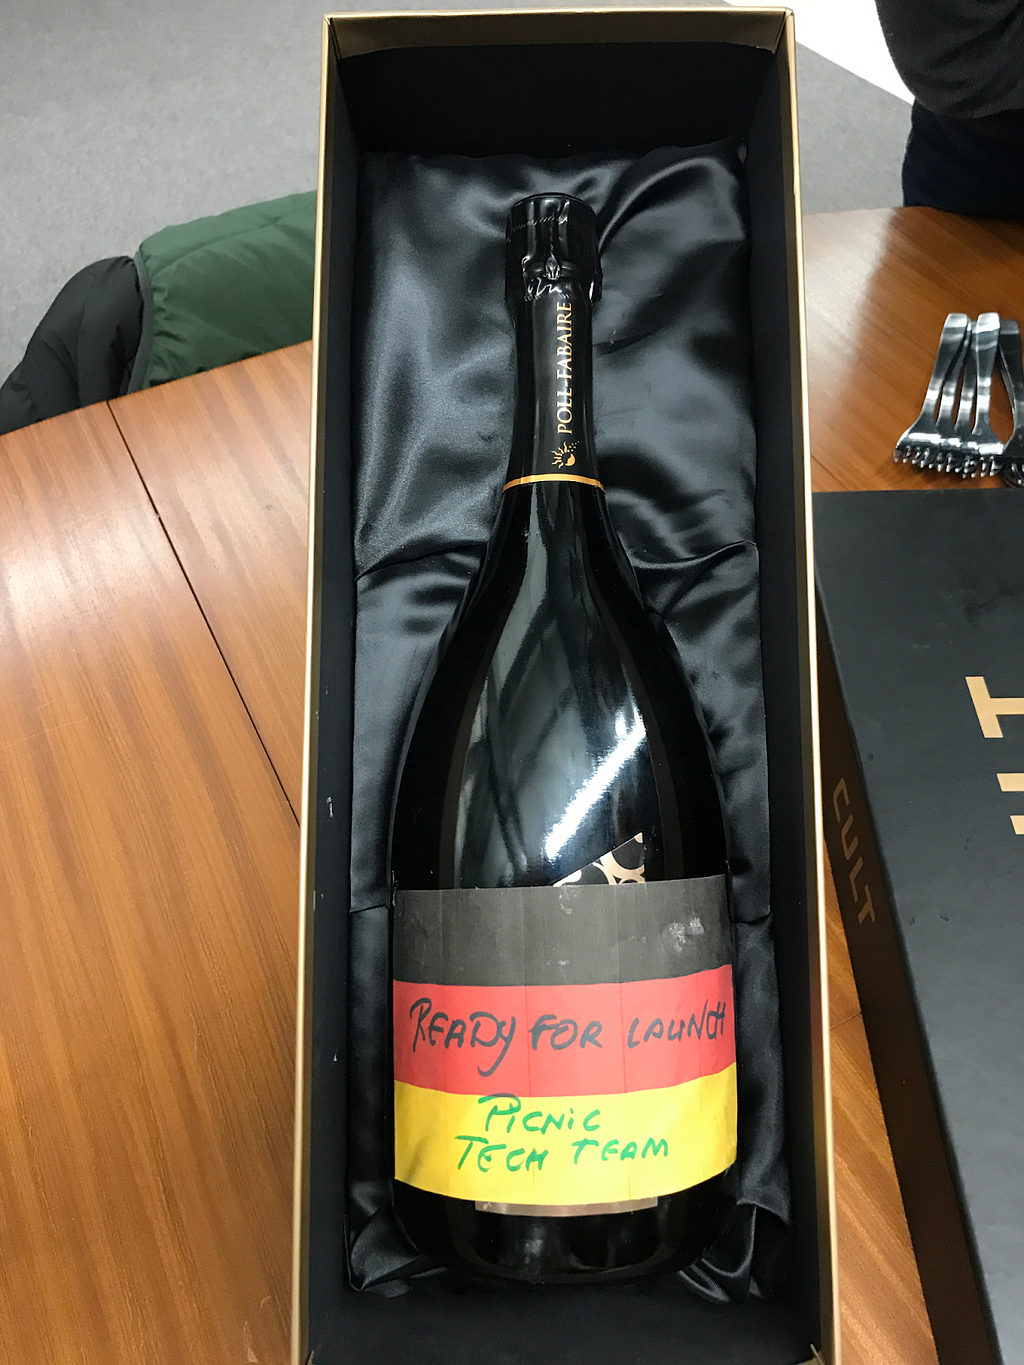 POLL-FABAIRE
READY FOR LAUNCH
PICNIC
TECH TEAM
CULT